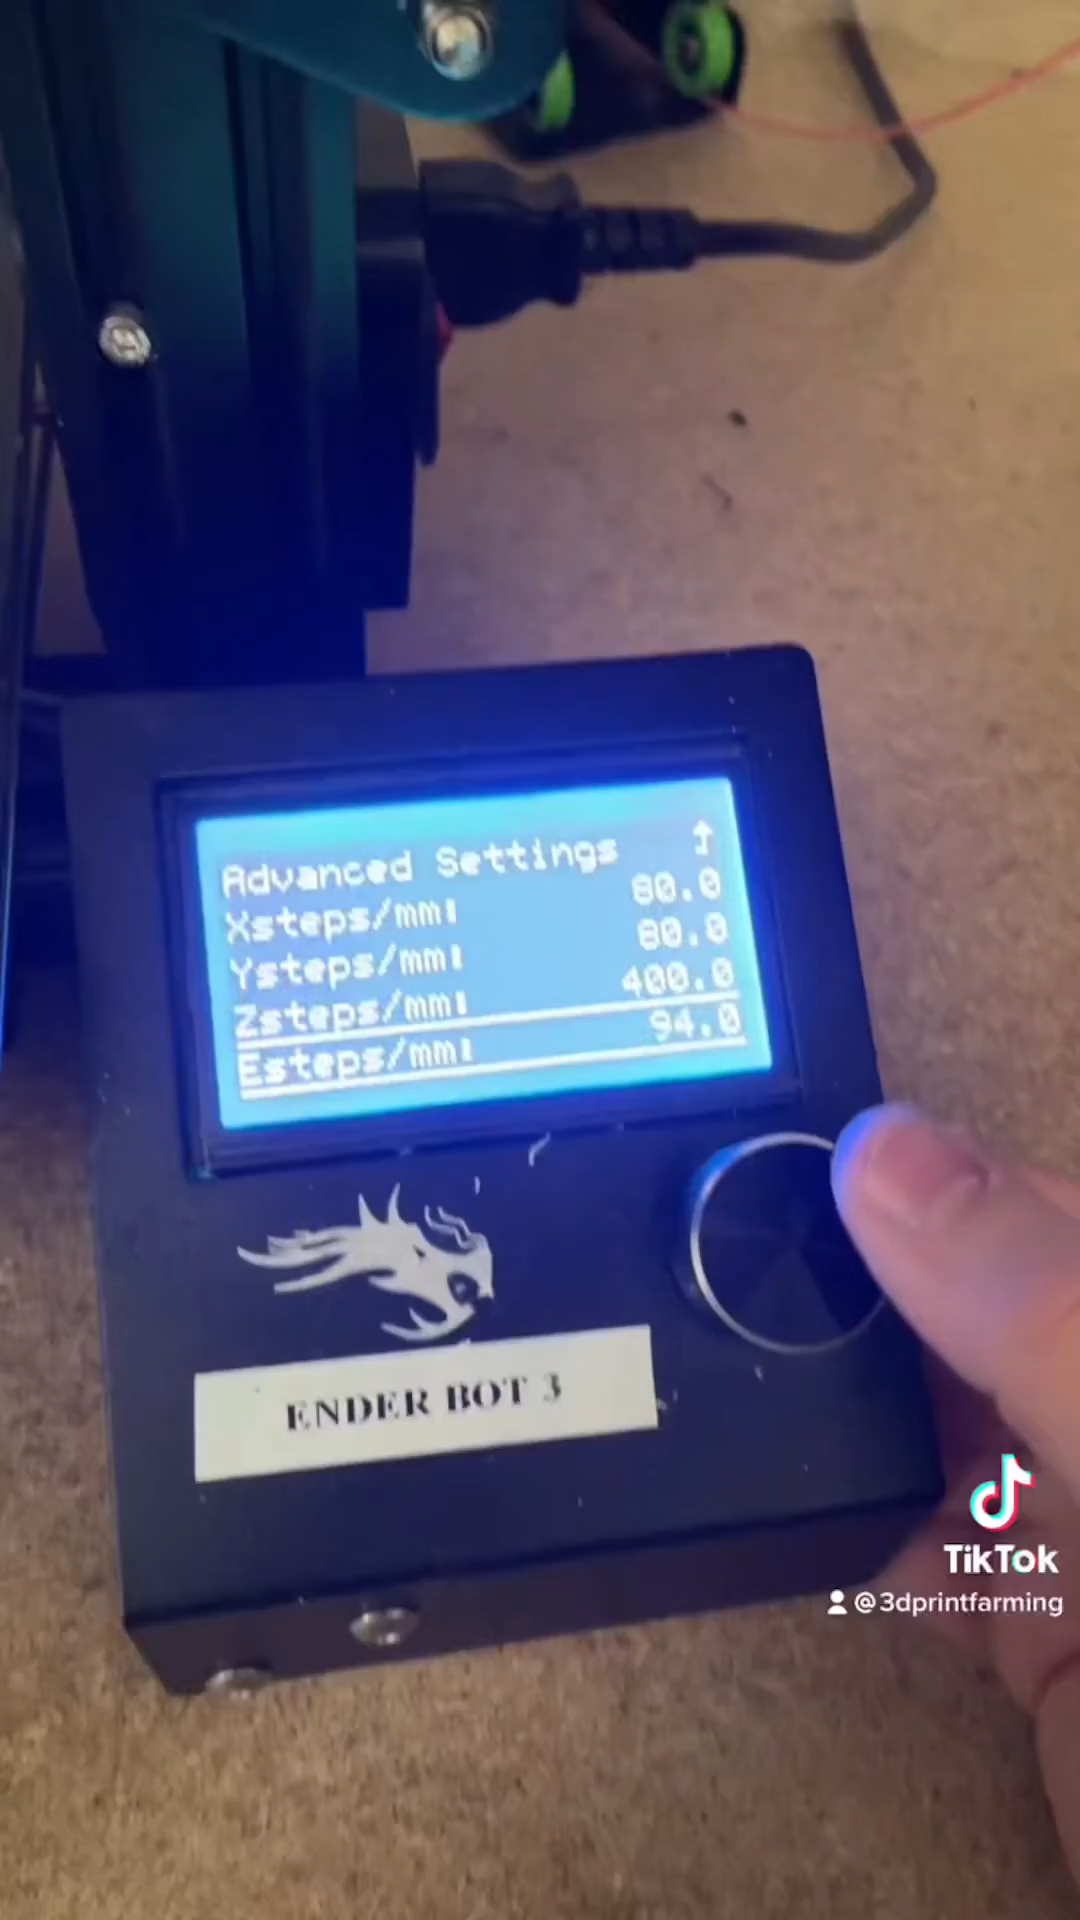 Advanced Settings
Xsteps/mm: 80.0
Ysteps/mm: 80.0
Zsteps/mm: 400.0
Esteps/mm: 94.0
ENDER BOT 3
TikTok
@3dprintfarming